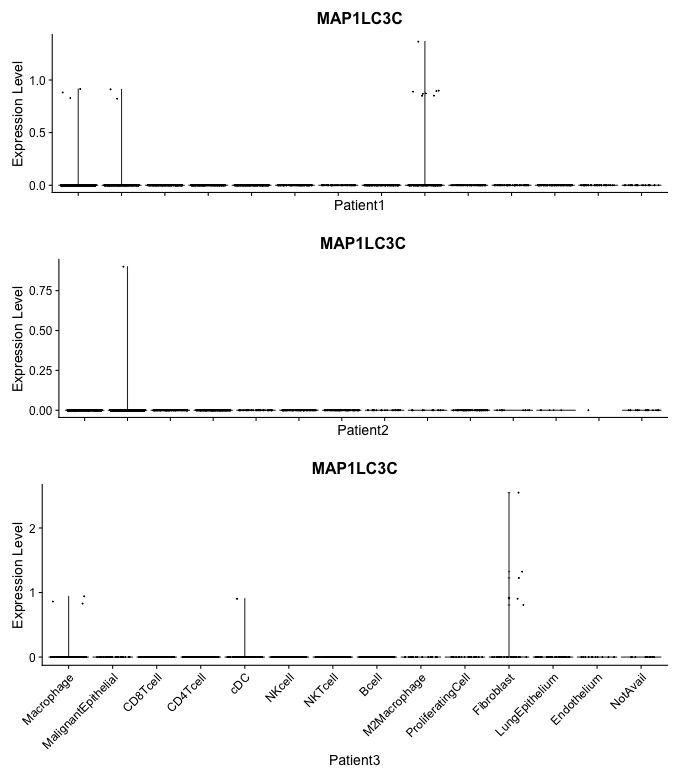 MAP1LC3C
Expression Level
1.0
0.5
0.0
Patient1
MAP1LC3C
Expression Level
0.75
0.50
0.25
0.00
Patient2
MAP1LC3C
Expression Level
2
1
0
Macrophage
MalignantEpithelial
CD8Tcell
CD4Tcell
cDC
NKcell
NKTcell
Bcell
M2Macrophage
ProliferatingCell
Fibroblast
LungEpithelium
Endothelium
NotAvail
Patient3